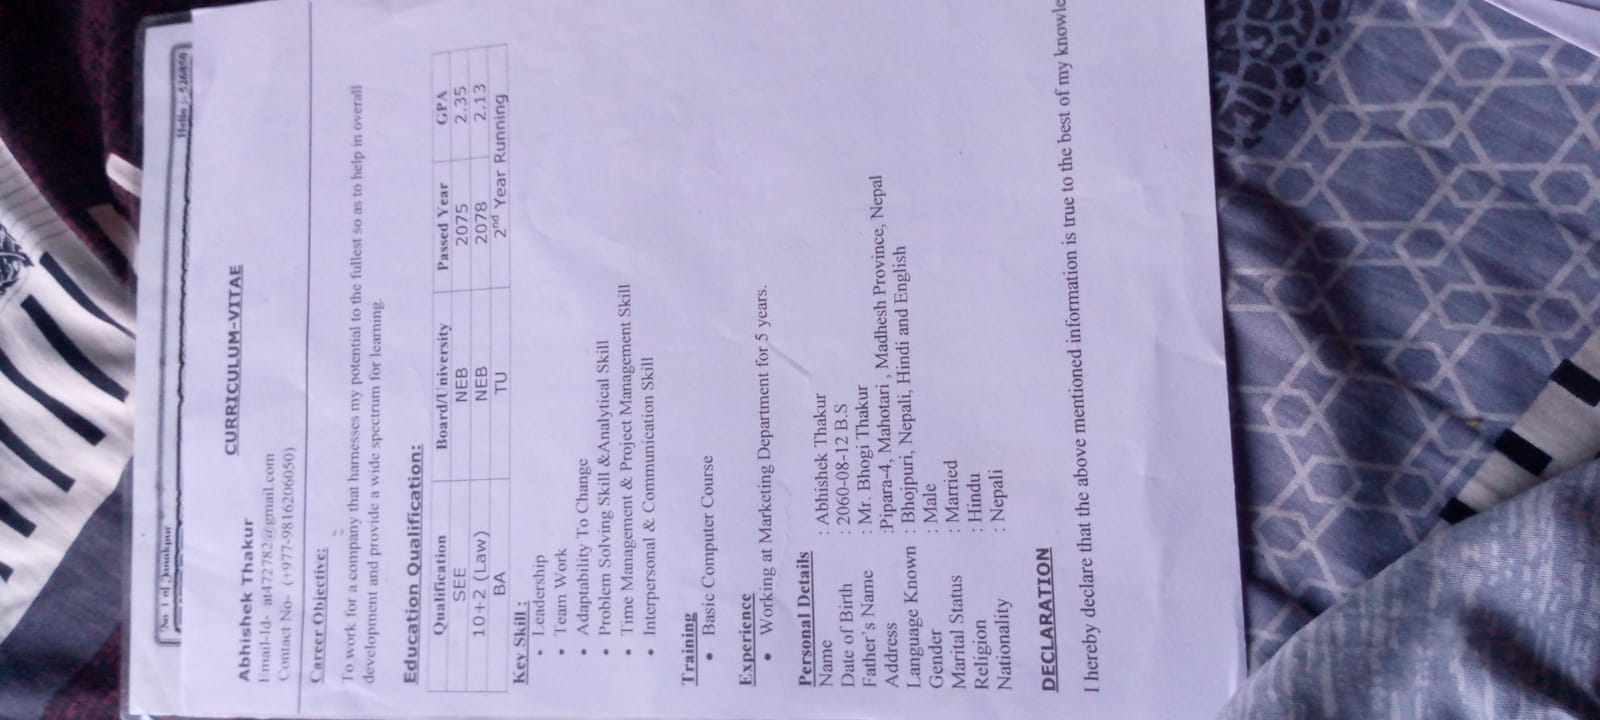 No. 1 of Janakpur
Hello :- 526850
CURRICULUM-VITAE
Abhishek Thakur
Email-Id- at472782@gmail.com
Contact No- (+977-9816206050)
Career Objective:
To work for a company that harnesses my potential to the fullest so as to help in overall
development and provide a wide spectrum for learning.
Education Qualification:
Qualification Board/University Passed Year GPA
SEE NEB 2075 2.35
10+2 (Law) NEB 2078 2.13
BA TU 2nd Year Running
Key Skill :
• Leadership
• Team Work
• Adaptability To Change
• Problem Solving Skill &Analytical Skill
• Time Management & Project Management Skill
• Interpersonal & Communication Skill
Training
• Basic Computer Course
Experience
• Working at Marketing Department for 5 years.
Personal Details
Name : Abhishek Thakur
Date of Birth : 2060-08-12 B.S
Father's Name : Mr. Bhogi Thakur
Address :Pipara-4, Mahotari , Madhesh Province, Nepal
Language Known : Bhojpuri, Nepali, Hindi and English
Gender : Male
Marital Status : Married
Religion : Hindu
Nationality : Nepali
DECLARATION
I hereby declare that the above mentioned information is true to the best of my knowle